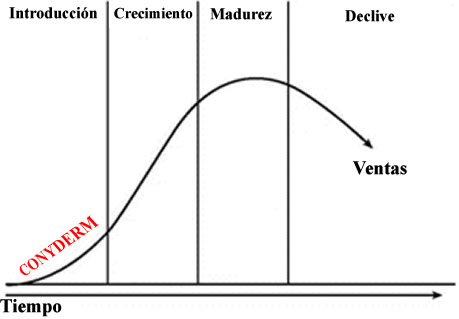 Introducción Crecimiento Madurez Declive
Ventas
CONYDERM
Tiempo